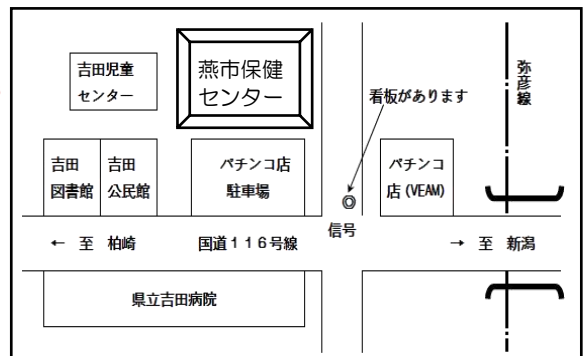 吉田児童
センター
燕市保健
センター
看板があります
弥彦線
吉田
図書館
吉田
公民館
パチンコ店
駐車場
パチンコ
店(VEAM)
信号
← 至 柏崎
国道116号線
→ 至 新潟
県立吉田病院